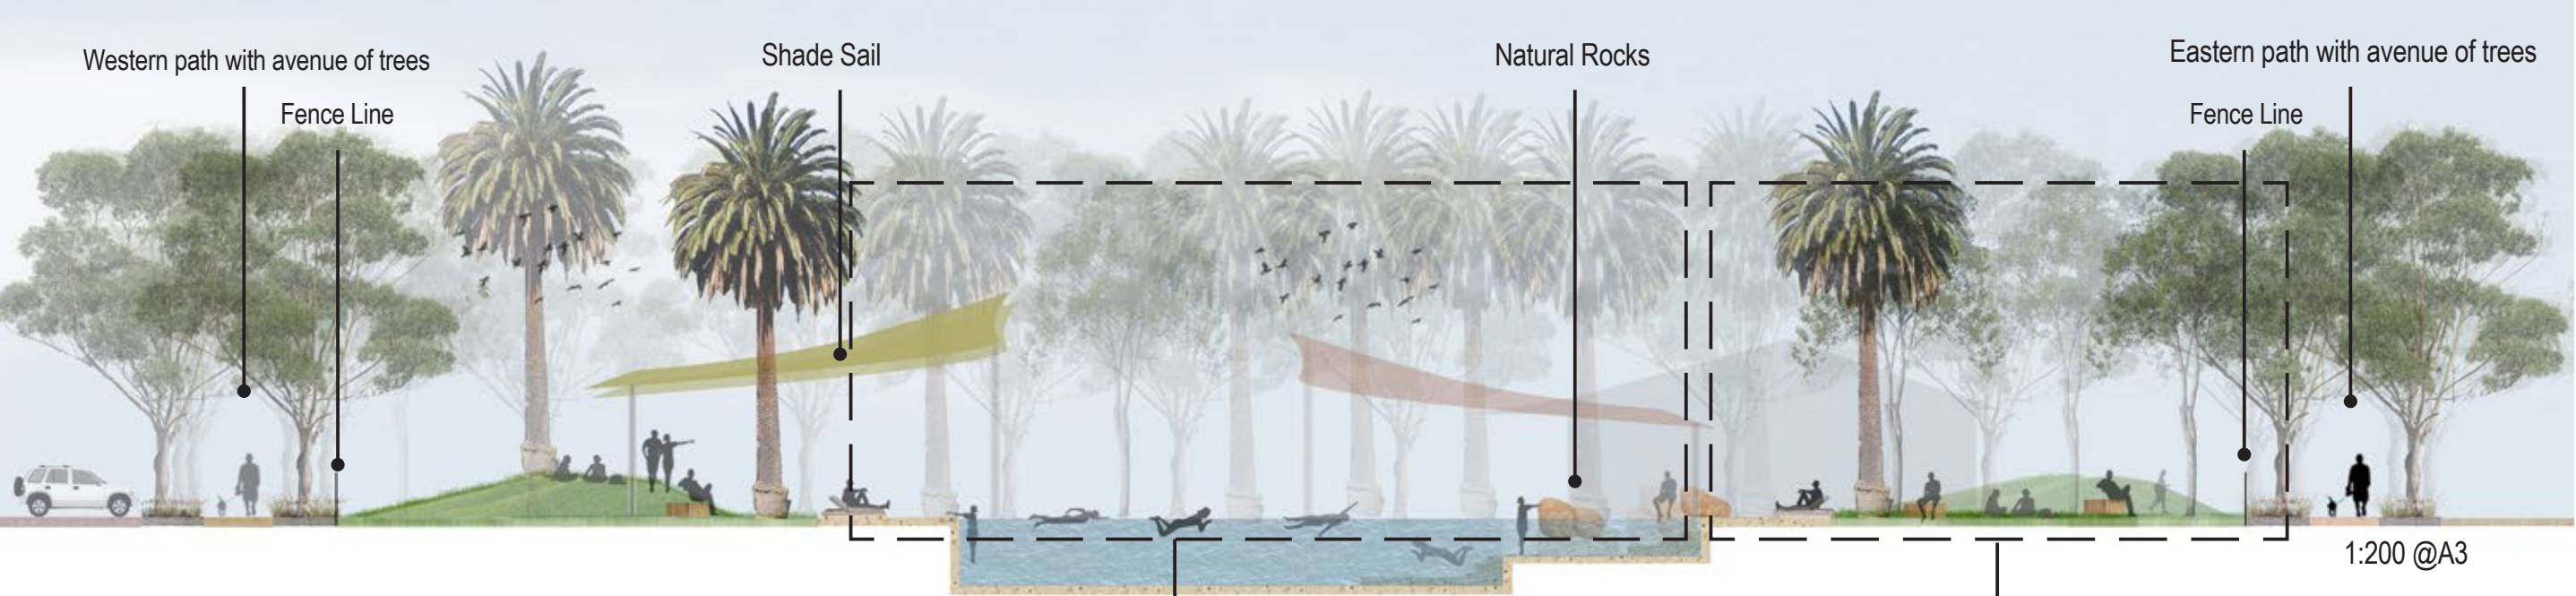 Western path with avenue of trees
Fence Line
Shade Sail
Natural Rocks
Eastern path with avenue of trees
Fence Line
1:200 @A3